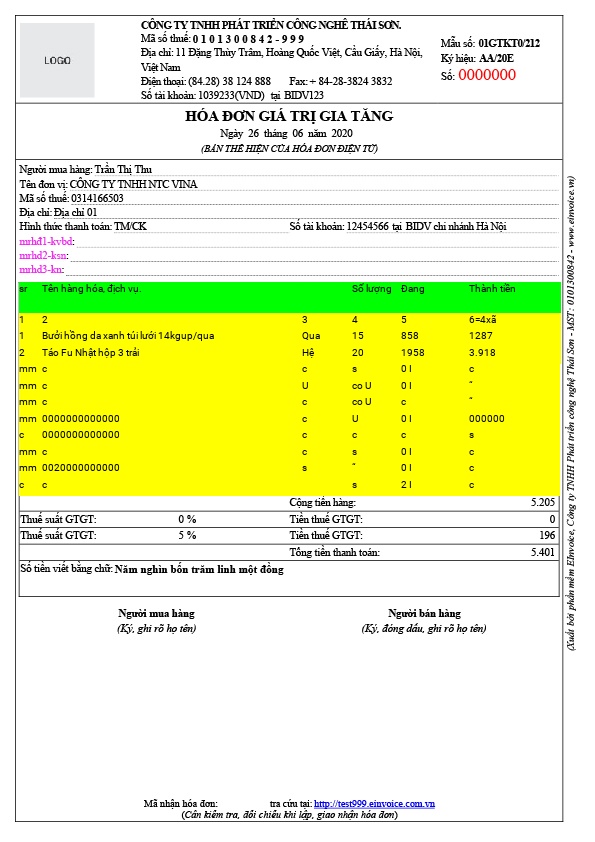 LOGO
CÔNG TY TNHH PHÁT TRIỂN CÔNG NGHỆ THÁI SƠN.
Mã số thuế: 0 1 0 1 3 0 0 8 4 2 - 9 9 9
Địa chỉ: 11 Đặng Thùy Trâm, Hoàng Quốc Việt, Cầu Giấy, Hà Nội,
Việt Nam
Điện thoại: (84.28) 38 124 888 Fax: + 84-28-3824 3832
Số tài khoản: 1039233(VND) tại BIDV123
Mẫu số: 01GTKT0/212
Ký hiệu: AA/20E
Số: 0000000
HÓA ĐƠN GIÁ TRỊ GIA TĂNG
Ngày 26 tháng 06 năm 2020
(BẢN THỂ HIỆN CỦA HÓA ĐƠN ĐIỆN TỬ)
Người mua hàng: Trần Thị Thu
Tên đơn vị: CÔNG TY TNHH NTC VINA
Mã số thuế: 0314166503
Địa chỉ: Địa chỉ 01
Hình thức thanh toán: TM/CK Số tài khoản: 12454566 tại BIDV chi nhánh Hà Nội
mrhđ1-kvbd:
mrhd2-ksn:
mrhd3-kn:
sr Tên hàng hóa, địch vụ. Số lượng Đang Thành tiền
1 2 3 4 5 6=4xã
1 Bưởi hồng da xanh túi lưới 14kgup/qua Qua 15 858 1287
2 Táo Fu Nhật hộp 3 trái Hệ 20 1958 3.918
mm c c s 0 I c
mm c U co U 0 I "
mm c c co U 0 I "
mm 0000000000000 c U 0 I 000000
c 0000000000000 c c c s
mm c c s 0 I c
mm 0020000000000 s " 0 I c
c c s 2 I c
Cộng tiền hàng: 5.205
Thuế suất GTGT: 0 % Tiền thuế GTGT: 0
Thuế suất GTGT: 5 % Tiền thuế GTGT: 196
Tổng tiền thanh toán: 5.401
Số tiền viết bằng chữ: Năm nghìn bốn trăm linh một đồng
Người mua hàng Người bán hàng
(Ký, ghi rõ họ tên) (Ký, đóng dấu, ghi rõ họ tên)
Mã nhận hóa đơn: tra cứu tại: http://test999.einvoice.com.vn
(Cần kiểm tra, đối chiếu khi lập, giao nhận hóa đơn)
(Xuất bởi phần mềm EInvoice, Công ty TNHH Phát triển công nghệ Thái Sơn - MST: 0101300842 - www.einvoice.vn)